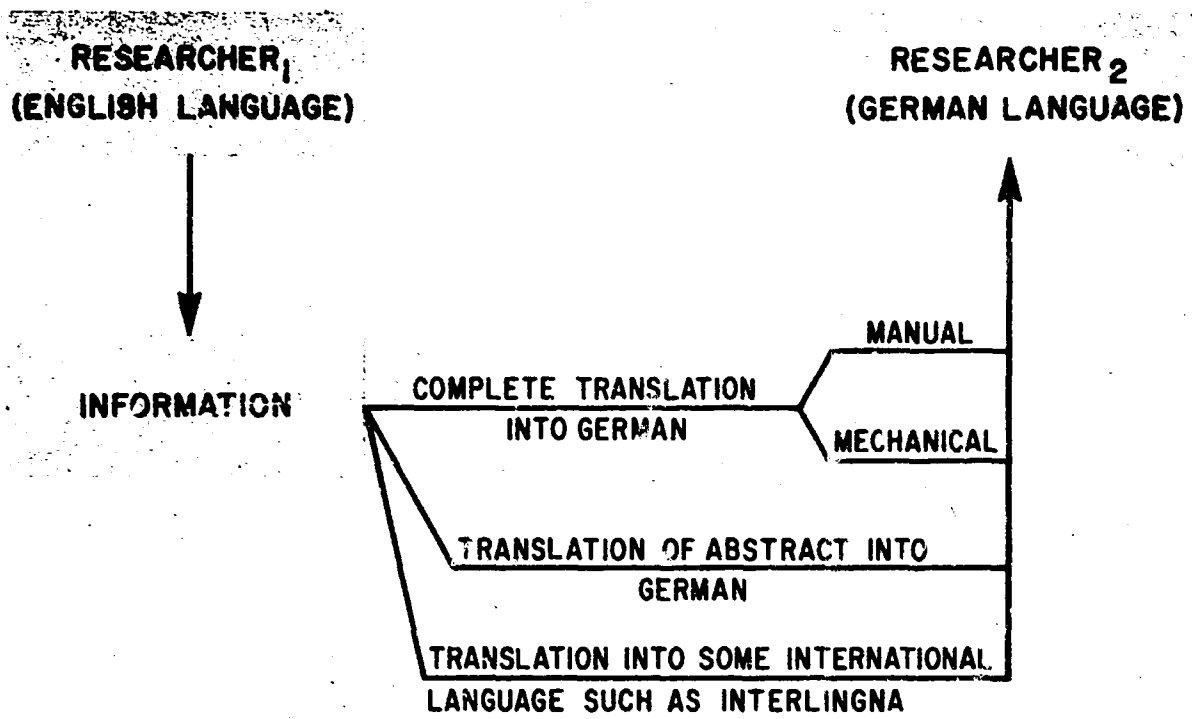 RESEARCHER₁
(ENGLISH LANGUAGE)
RESEARCHER₂
(GERMAN LANGUAGE)
INFORMATION
COMPLETE TRANSLATION
INTO GERMAN
MANUAL
MECHANICAL
TRANSLATION OF ABSTRACT INTO
GERMAN
TRANSLATION INTO SOME INTERNATIONAL
LANGUAGE SUCH AS INTERLINGNA